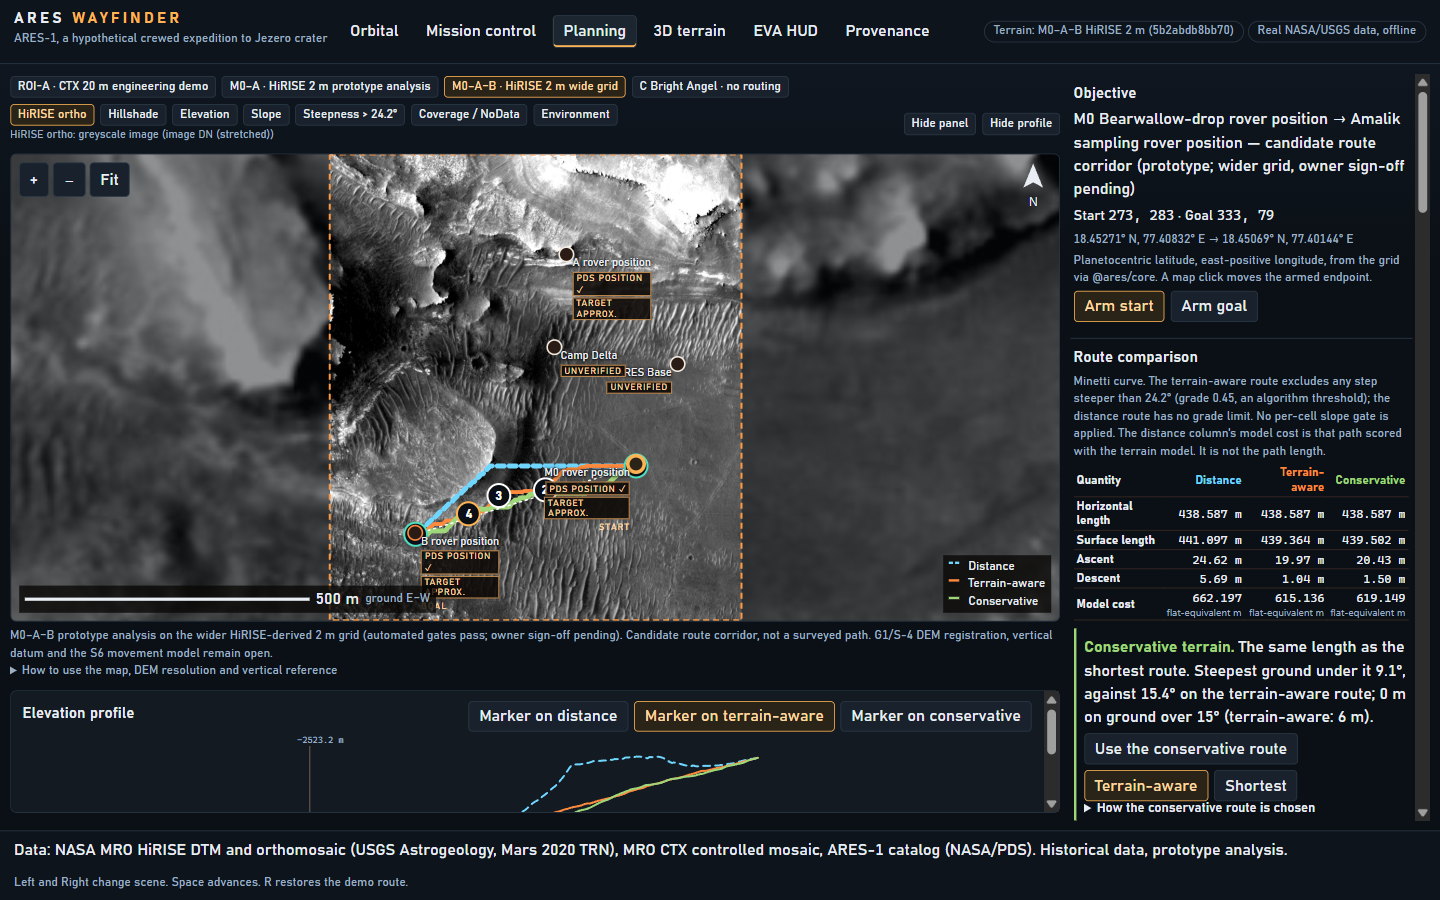 ARES WAYFINDER
ARES-1, a hypothetical crewed expedition to Jezero crater
Orbital
Mission control
Planning
3D terrain
EVA HUD
Provenance
Terrain: M0-A-B HiRISE 2 m (5b2abdb8bb70)
Real NASA/USGS data, offline
ROI-A · CTX 20 m engineering demo
M0-A · HiRISE 2 m prototype analysis
M0-A-B · HiRISE 2 m wide grid
C Bright Angel · no routing
HiRISE ortho
Hillshade
Elevation
Slope
Steepness > 24.2°
Coverage / NoData
Environment
HiRISE ortho: greyscale image (image DN (stretched))
Hide panel
Hide profile
+
–
Fit
N
A rover position
PDS POSITION
✓
TARGET
APPROX.
Camp Delta
UNVERIFIED
RES Base
UNVERIFIED
M0 rover position
PDS POSITION ✓
TARGET
APPROX.
START
2
3
4
B rover position
PDS POSITION
✓
TARGET
PROX.
AL
500 m ground E-W
Distance
Terrain-aware
Conservative
M0-A-B prototype analysis on the wider HiRISE-derived 2 m grid (automated gates pass; owner sign-off pending). Candidate route corridor, not a surveyed path. G1/S-4 DEM registration, vertical
datum and the S6 movement model remain open.
▶ How to use the map, DEM resolution and vertical reference
Elevation profile
Marker on distance
Marker on terrain-aware
Marker on conservative
-2523.2 m
Objective
M0 Bearwallow-drop rover position → Amalik
sampling rover position — candidate route
corridor (prototype; wider grid, owner sign-off
pending)
Start 273, 283 · Goal 333, 79
18.45271° N, 77.40832° E → 18.45069° N, 77.40144° E
Planetocentric latitude, east-positive longitude, from the grid
via @ares/core. A map click moves the armed endpoint.
Arm start
Arm goal
Route comparison
Minetti curve. The terrain-aware route excludes any step
steeper than 24.2° (grade 0.45, an algorithm threshold); the
distance route has no grade limit. No per-cell slope gate is
applied. The distance column's model cost is that path scored
with the terrain model. It is not the path length.
Quantity Distance Terrain-aware Conservative
Horizontal length 438.587 m 438.587 m 438.587 m
Surface length 441.097 m 439.364 m 439.502 m
Ascent 24.62 m 19.97 m 20.43 m
Descent 5.69 m 1.04 m 1.50 m
Model cost 662.197 615.136 619.149
flat-equivalent m flat-equivalent m flat-equivalent m
Conservative terrain. The same length as the
shortest route. Steepest ground under it 9.1°,
against 15.4° on the terrain-aware route; 0 m
on ground over 15° (terrain-aware: 6 m).
Use the conservative route
Terrain-aware
Shortest
▶ How the conservative route is chosen
Data: NASA MRO HiRISE DTM and orthomosaic (USGS Astrogeology, Mars 2020 TRN), MRO CTX controlled mosaic, ARES-1 catalog (NASA/PDS). Historical data, prototype analysis.
Left and Right change scene. Space advances. R restores the demo route.